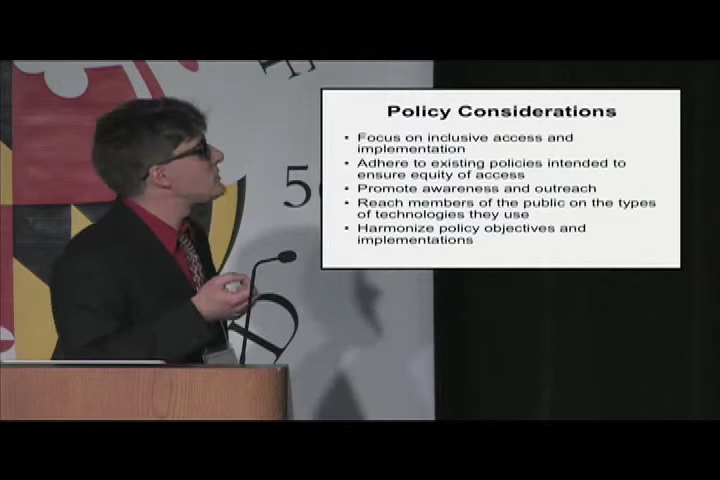 Policy Considerations
• Focus on inclusive access and
implementation
• Adhere to existing policies intended to
ensure equity of access
• Promote awareness and outreach
• Reach members of the public on the types
of technologies they use
• Harmonize policy objectives and
implementations
5
D